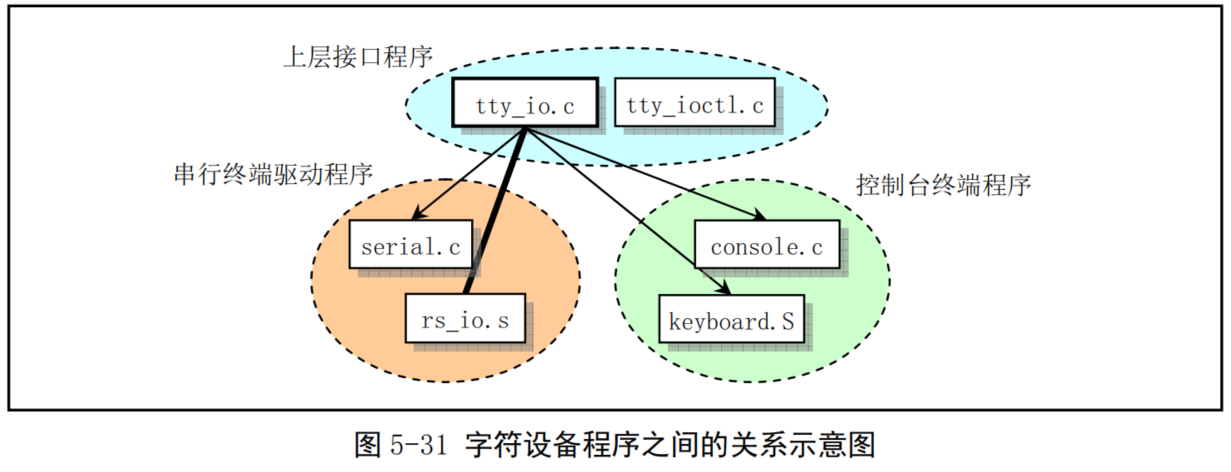 上层接口程序
tty_io.c
tty_ioctl.c
串行终端驱动程序
控制台终端程序
serial.c
console.c
rs_io.s
keyboard.S
图 5-31 字符设备程序之间的关系示意图